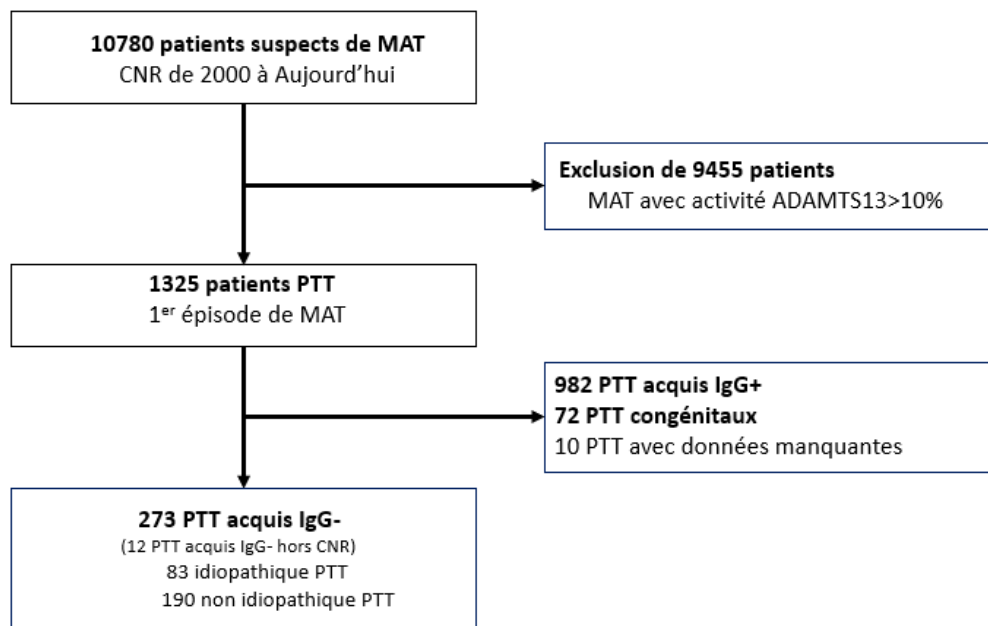 10780 patients suspects de MAT
CNR de 2000 à Aujourd’hui
Exclusion de 9455 patients
MAT avec activité ADAMTS13>10%
1325 patients PTT
1er épisode de MAT
982 PTT acquis IgG+
72 PTT congénitaux
10 PTT avec données manquantes
273 PTT acquis IgG-
(12 PTT acquis IgG- hors CNR)
83 idiopathique PTT
190 non idiopathique PTT